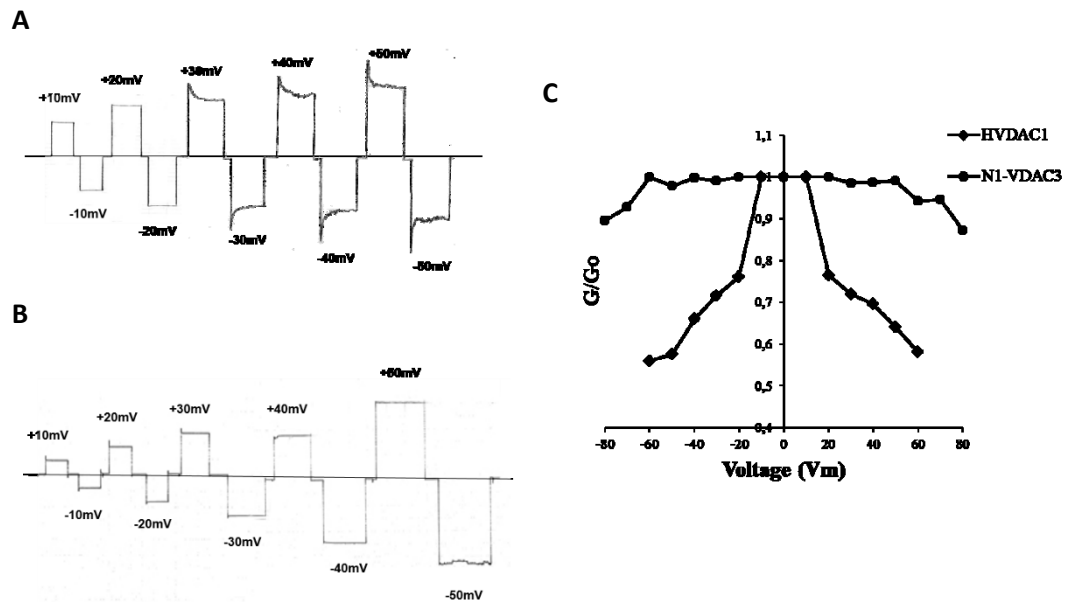 A
+10mV
+20mV
+30mV
+40mV
+50mV
-10mV
-20mV
-30mV
-40mV
-50mV
B
+10mV
+20mV
+30mV
+40mV
+50mV
-10mV
-20mV
-30mV
-40mV
-50mV
C
HVDAC1
N1-VDAC3
G/Go
1,1
1
0,9
0,8
0,7
0,6
0,5
0,4
-80 -60 -40 -20 0 20 40 60 80
Voltage (Vm)